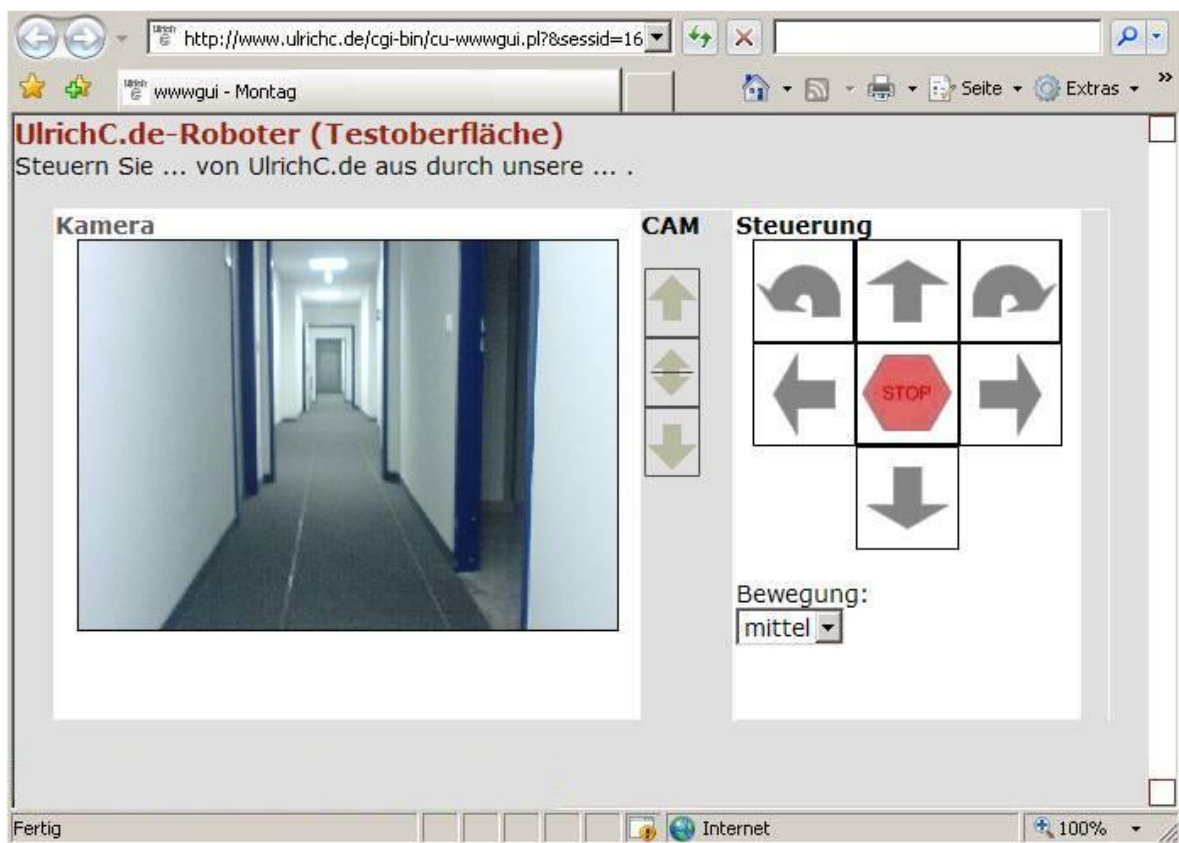 http://www.ulrichc.de/cgi-bin/cu-wwwgui.pl?&sessid=16
wwwgui - Montag
Seite
Extras
»
UlrichC.de-Roboter (Testoberfläche)
Steuern Sie ... von UlrichC.de aus durch unsere ... .
Kamera
CAM
Steuerung
STOP
Bewegung:
mittel
Fertig
Internet
100%